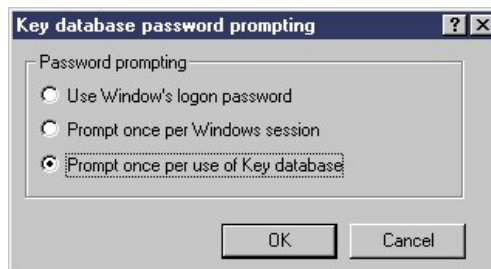 Key database password prompting
Password prompting
Use Window's logon password
Prompt once per Windows session
Prompt once per use of Key database
OK Cancel